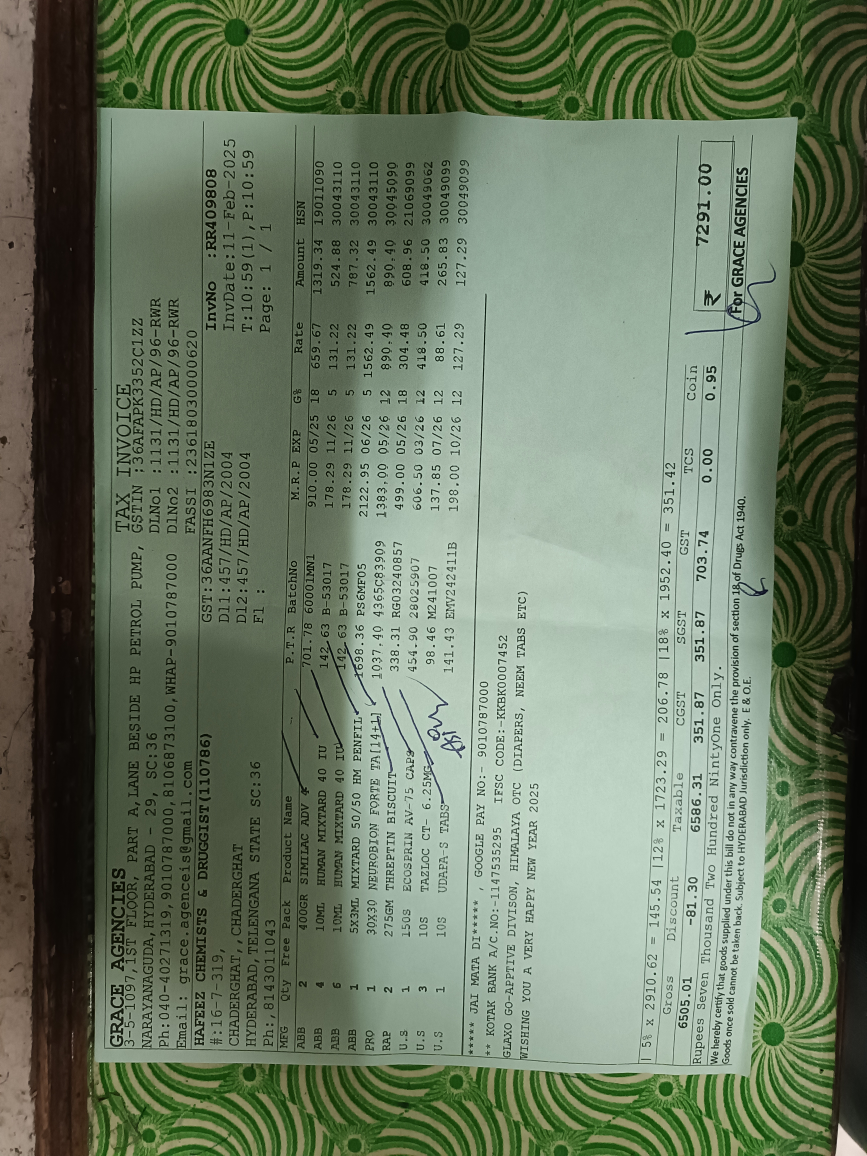 TAX INVOICE
GRACE AGENCIES
3-5-1097,1ST FLOOR, PART A,LANE BESIDE HP PETROL PUMP, GSTIN :36AFAPK3352C1ZZ
NARAYANAGUDA,HYDERABAD - 29, SC:36 DLNo1 :1131/HD/AP/96-RWR
Ph:040-40271319,9010787000,8106873100,WHAP-9010787000 DlNo2 :1131/HD/AP/96-RWR
Email: grace.agenceis@gmail.com FASSI :23618030000620
HAFEEZ CHEMISTS & DRUGGIST(110786) GST:36AANFH6983N1ZE InvNo :RR409808
#:16-7-319, Dl1:457/HD/AP/2004 InvDate:11-Feb-2025
CHADERGHAT,,CHADERGHAT Dl2:457/HD/AP/2004 T:10:59(1),P:10:59
HYDERABAD,TELENGANA STATE SC:36 Fl : Page: 1 / 1
Ph:,8143011043
MFG Qty Free Pack Product Name P.T.R BatchNo M.R.P EXP G% Rate Amount HSN
ABB 2 400GR SIMILAC ADV 701.78 60001MN1 910.00 05/25 18 659.67 1319.34 19011090
ABB 4 10ML HUMAN MIXTARD 40 IU 142.63 B-53017 178.29 11/26 5 131.22 524.88 30043110
ABB 6 10ML HUMAN MIXTARD 40 IU 142.63 B-53017 178.29 11/26 5 131.22 787.32 30043110
ABB 1 5X3ML MIXTARD 50/50 HM PENFIL 1698.36 PS6MF05 2122.95 06/26 5 1562.49 1562.49 30043110
PRO 1 30X30 NEUROBION FORTE TA[14+1] 1037.40 4365C83909 1383.00 05/26 12 890.40 890.40 30045090
RAP 2 275GM THREPTIN BISCUIT 338.31 RG03240857 499.00 05/26 18 304.48 608.96 21069099
U.S 1 150S ECOSPRIN AV-75 CAPS 454.90 28025907 606.50 03/26 12 418.50 418.50 30049062
U.S 3 10S TAZLOC CT- 6.25MG 98.46 M241007 137.85 07/26 12 88.61 265.83 30049099
U.S 1 10S UDAPA-S TABS 141.43 EMV242411B 198.00 10/26 12 127.29 127.29 30049099
***** JAI MATA DI***** , GOOGLE PAY NO:- 9010787000
** KOTAK BANK A/C.NO:-1147535295 IFSC CODE:-KKBK0007452
GLAXO GO-APPTIVE DIVISON, HIMALAYA OTC (DIAPERS, NEEM TABS ETC)
WISHING YOU A VERY HAPPY NEW YEAR 2025
| 5% x 2910.62 = 145.54 |12% x 1723.29 = 206.78 |18% x 1952.40 = 351.42
Gross Discount Taxable CGST SGST GST TCS Coin
6505.01 -81.30 6586.31 351.87 351.87 703.74 0.00 0.95 ₹ 7291.00
Rupees Seven Thousand Two Hundred NintyOne Only.
We hereby certify that goods supplied under this bill do not in any way contravene the provision of section 18 of Drugs Act 1940.
Goods once sold cannot be taken back. Subject to HYDERABAD Jurisdiction only. E & O.E.
For GRACE AGENCIES